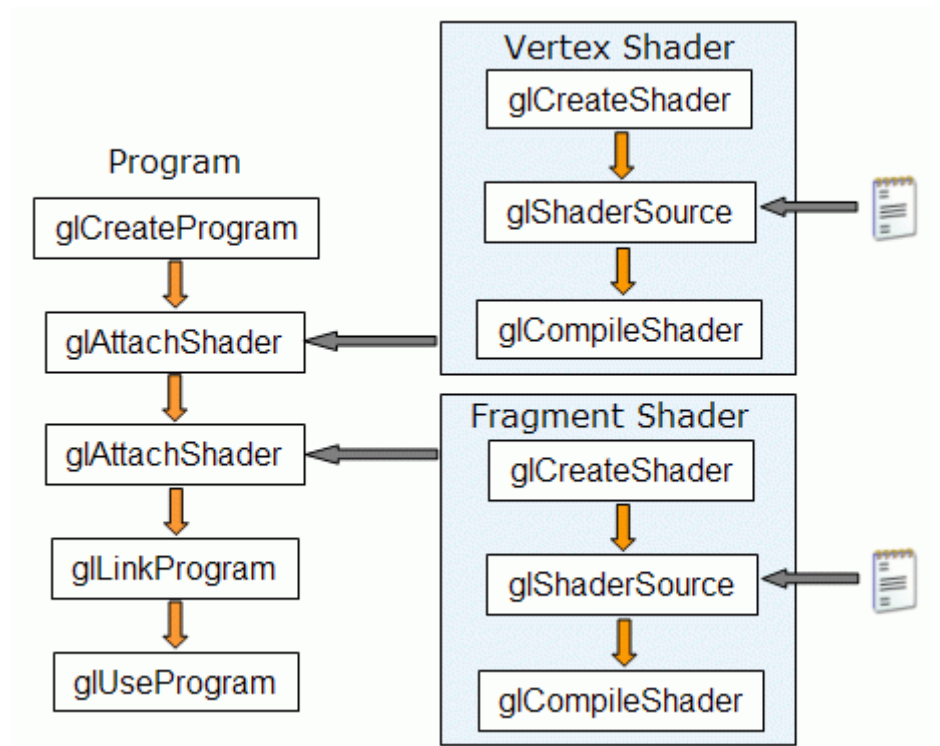 Program
glCreateProgram
glAttachShader
glAttachShader
glLinkProgram
glUseProgram
Vertex Shader
glCreateShader
glShaderSource
glCompileShader
Fragment Shader
glCreateShader
glShaderSource
glCompileShader